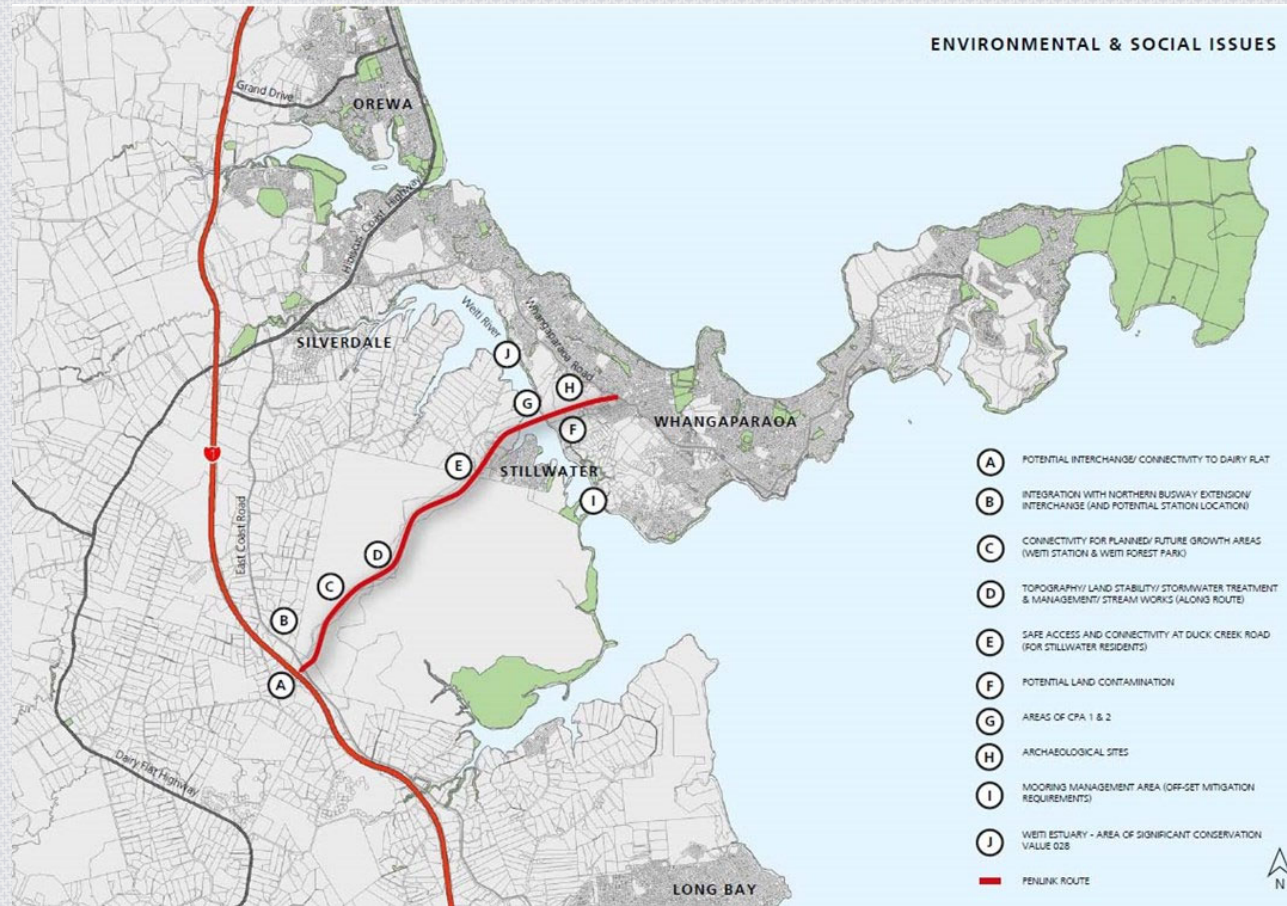 ENVIRONMENTAL & SOCIAL ISSUES
Grand Drive
OREWA
Hibiscus Coast Highway
SILVERDALE
Weiti River
Whangaparaoa Road
J
H
G
F
WHANGAPARAOA
E
STILLWATER
I
1
East Coast Road
D
C
B
A
Dairy Flat Highway
LONG BAY
A POTENTIAL INTERCHANGE/ CONNECTIVITY TO DAIRY FLAT
B INTEGRATION WITH NORTHERN BUSWAY EXTENSION/
INTERCHANGE (AND POTENTIAL STATION LOCATION)
C CONNECTIVITY FOR PLANNED/ FUTURE GROWTH AREAS
(WEITI STATION & WEITI FOREST PARK)
D TOPOGRAPHY/ LAND STABILITY/ STORMWATER TREATMENT
& MANAGEMENT/ STREAM WORKS (ALONG ROUTE)
E SAFE ACCESS AND CONNECTIVITY AT DUCK CREEK ROAD
(FOR STILLWATER RESIDENTS)
F POTENTIAL LAND CONTAMINATION
G AREAS OF CPA 1 & 2
H ARCHAEOLOGICAL SITES
I MOORING MANAGEMENT AREA (OFF-SET MITIGATION
REQUIREMENTS)
J WEITI ESTUARY - AREA OF SIGNIFICANT CONSERVATION
VALUE 028
PENLINK ROUTE
N